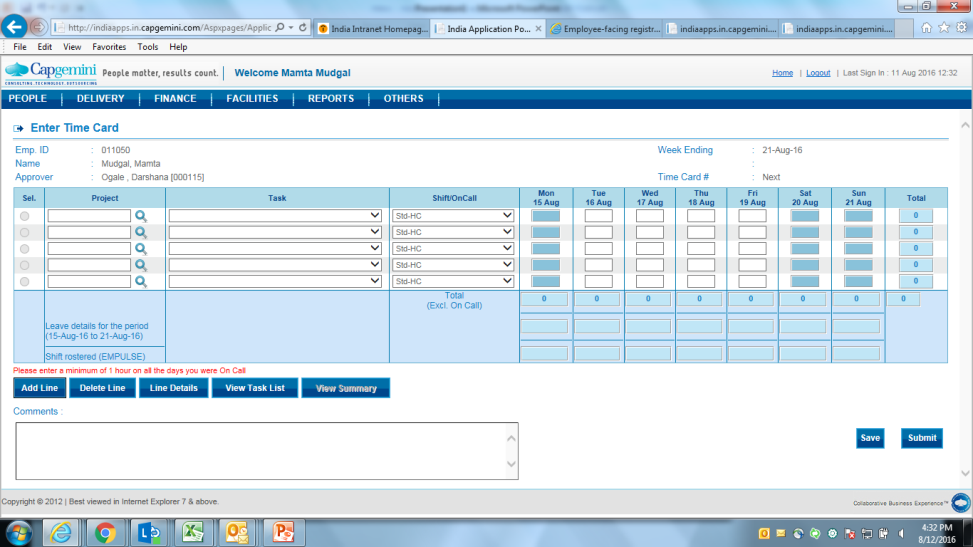 http://indiaapps.in.capgemini.com/Aspxpages/Applic
India Intranet Homepag...
India Application Po...
Employee-facing registr...
indiaapps.in.capgemini....
indiaapps.in.capgemini....
File Edit View Favorites Tools Help
Capgemini
CONSULTING.TECHNOLOGY.OUTSOURCING
People matter, results count.
Welcome Mamta Mudgal
Home | Logout | Last Sign In : 11 Aug 2016 12:32
PEOPLE | DELIVERY | FINANCE | FACILITIES | REPORTS | OTHERS |
Enter Time Card
Emp. ID : 011050 Week Ending : 21-Aug-16
Name : Mudgal, Mamta :
Approver : Ogale , Darshana [000115] Time Card # : Next
Sel. Project Task Shift/OnCall Mon 15 Aug Tue 16 Aug Wed 17 Aug Thu 18 Aug Fri 19 Aug Sat 20 Aug Sun 21 Aug Total
Std-HC 0
Std-HC 0
Std-HC 0
Std-HC 0
Std-HC 0
Total (Excl. On Call) 0 0 0 0 0 0 0 0
Leave details for the period
(15-Aug-16 to 21-Aug-16)
Shift rostered (EMPULSE)
Please enter a minimum of 1 hour on all the days you were On Call
Add Line Delete Line Line Details View Task List View Summary
Comments :
Save Submit
Copyright © 2012 | Best viewed in Internet Explorer 7 & above.
Collaborative Business Experience™
4:32 PM
8/12/2016